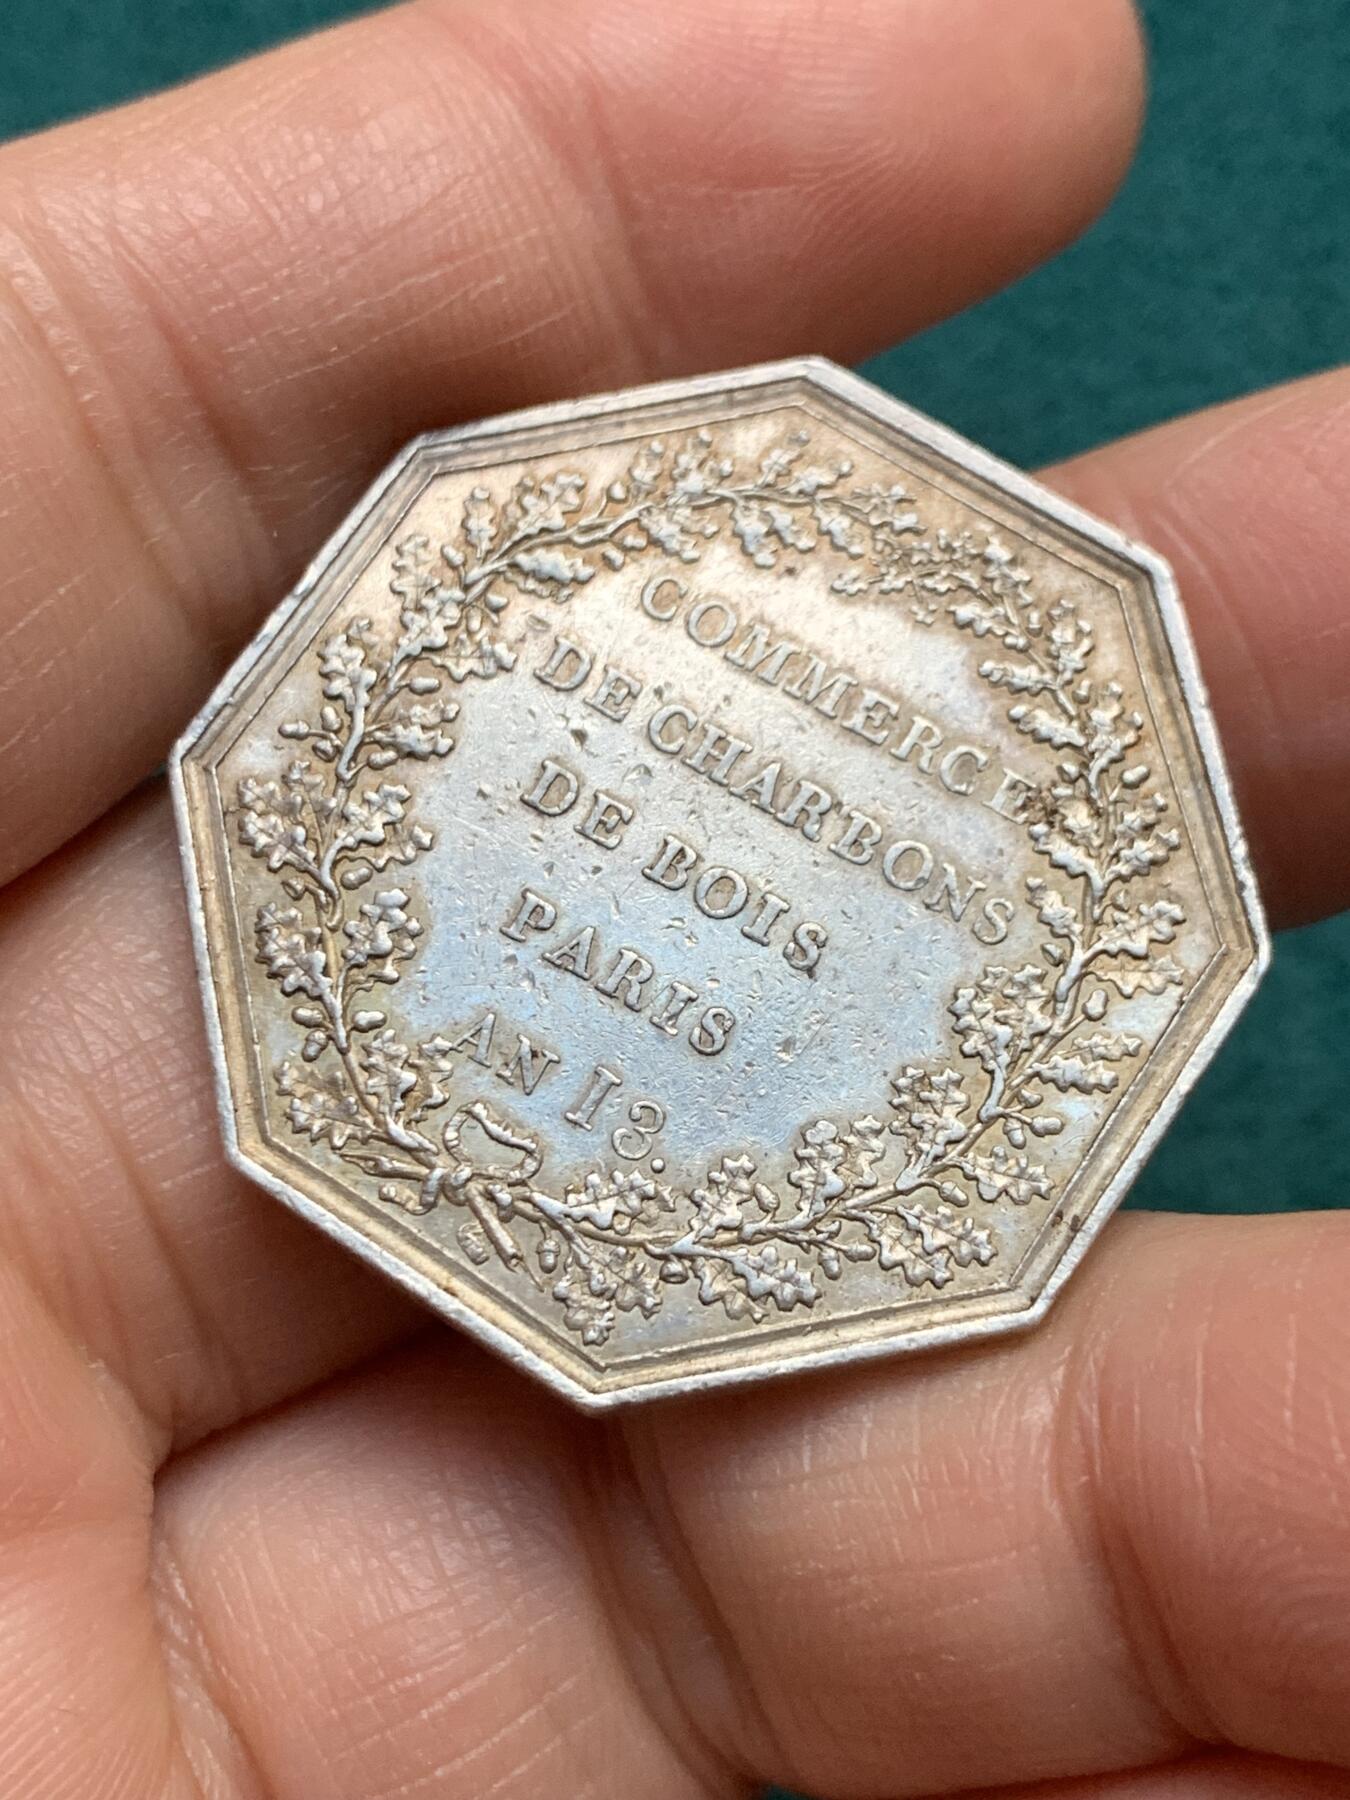 COMMERCE
DE CHARBONS
DE BOIS
PARIS
AN 13.